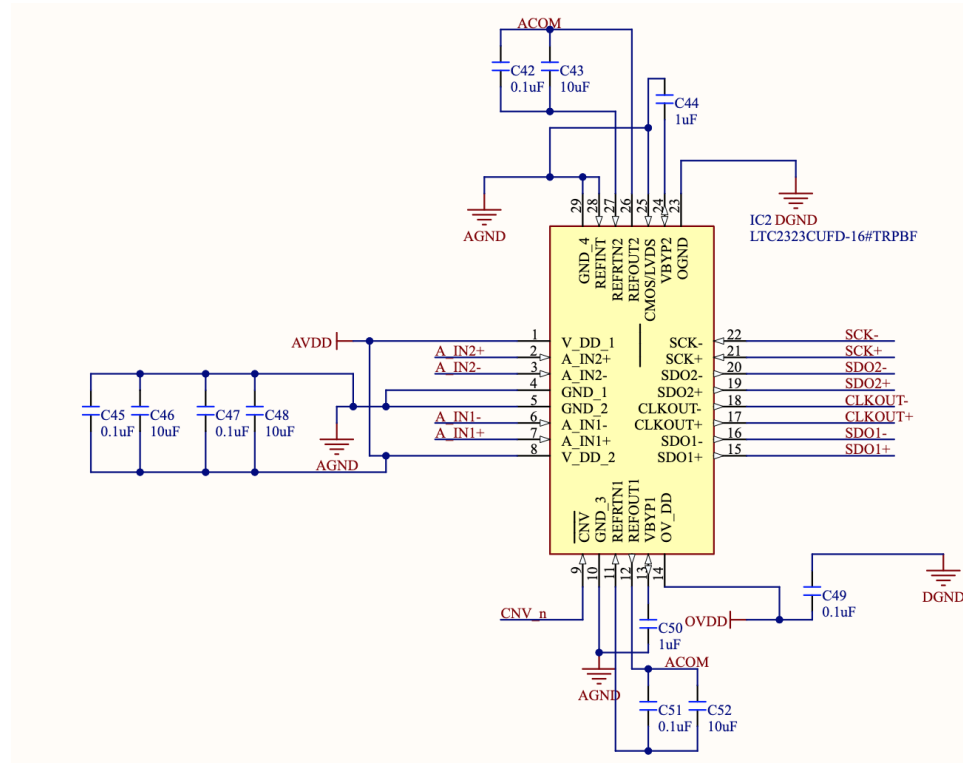 ACOM
C42
0.1uF
C43
10uF
C44
1uF
AGND
29
28
27
26
25
24
23
IC2 DGND
LTC2323CUFD-16#TRPBF
GND_4
REFINT
REFRTN2
REFOUT2
CMOS/LVDS
VBYP2
OGND
AVDD
A_IN2+
A_IN2-
A_IN1-
A_IN1+
1
2
3
4
5
6
7
8
V_DD_1
A_IN2+
A_IN2-
GND_1
GND_2
A_IN1-
A_IN1+
V_DD_2
SCK-
SCK+
SDO2-
SDO2+
CLKOUT-
CLKOUT+
SDO1-
SDO1+
22
21
20
19
18
17
16
15
SCK-
SCK+
SDO2-
SDO2+
CLKOUT-
CLKOUT+
SDO1-
SDO1+
C45
0.1uF
C46
10uF
C47
0.1uF
C48
10uF
AGND
CNV
GND_3
REFRTN1
REFOUT1
VBYP1
OV_DD
9
10
11
12
13
14
CNV_n
C50
1uF
OVDD
C49
0.1uF
DGND
AGND
ACOM
C51
0.1uF
C52
10uF